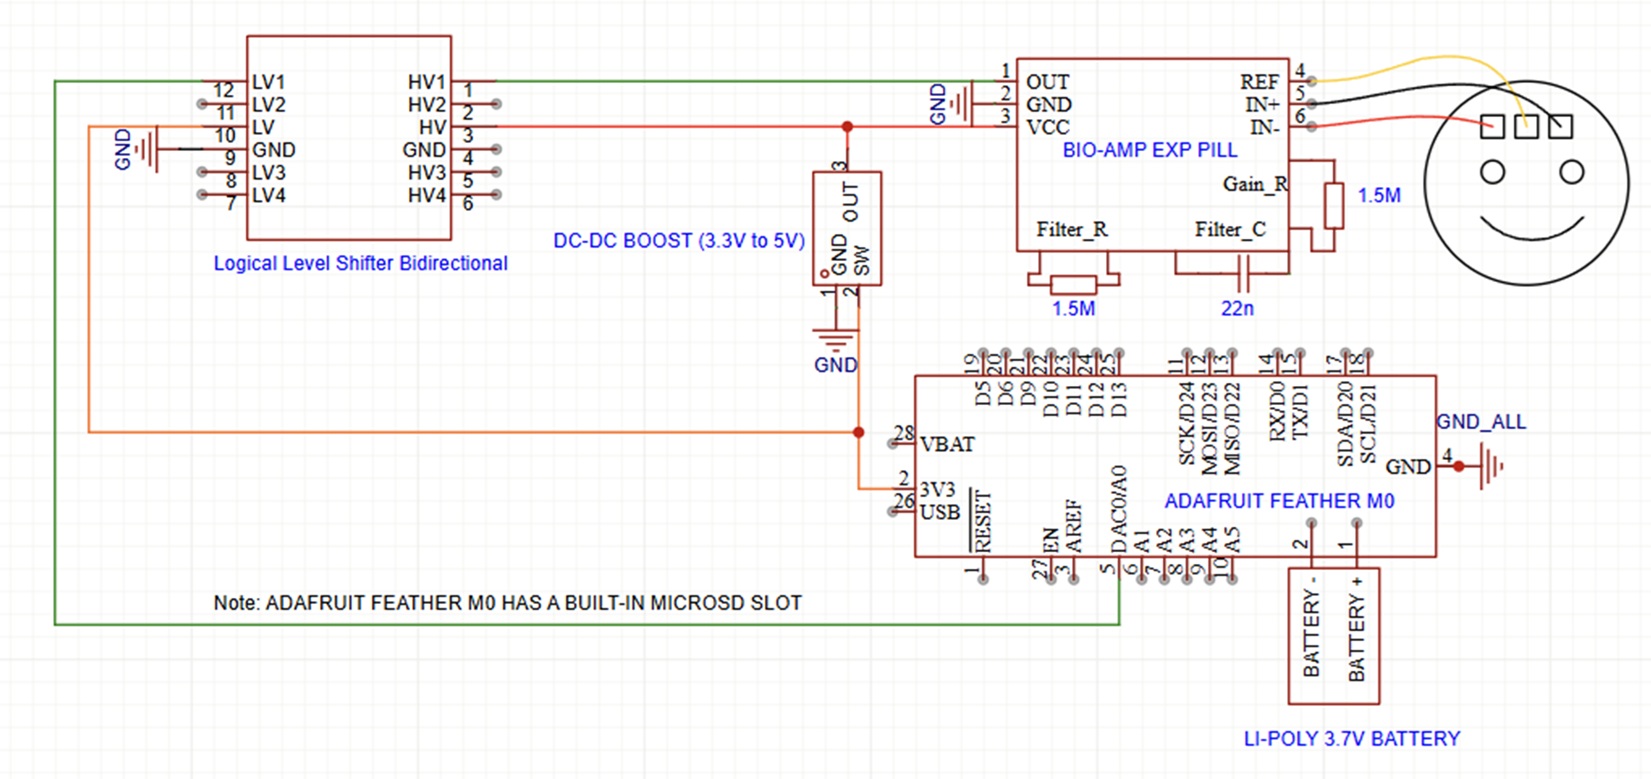 LV1
LV2
LV
GND
LV3
LV4
12
11
10
9
8
7
HV1
HV2
HV
GND
HV3
HV4
1
2
3
4
5
6
GND
Logical Level Shifter Bidirectional
DC-DC BOOST (3.3V to 5V)
3
OUT
GND
SW
1
2
GND
GND
1
2
3
OUT
GND
VCC
REF
IN+
IN-
4
5
6
BIO-AMP EXP PILL
Gain_R
1.5M
Filter_R
Filter_C
1.5M
22n
19
20
21
22
23
24
25
11
12
13
14
15
17
18
D5
D6
D9
D10
D11
D12
D13
SCK/D24
MOSI/D23
MISO/D22
RX/D0
TX/D1
SDA/D20
SCL/D21
28
VBAT
2
3V3
26
USB
GND
4
GND_ALL
ADAFRUIT FEATHER M0
RESET
EN
AREF
DAC0/A0
A1
A2
A3
A4
A5
1
27
3
5
6
7
8
9
10
2
1
BATTERY -
BATTERY +
Note: ADAFRUIT FEATHER M0 HAS A BUILT-IN MICROSD SLOT
LI-POLY 3.7V BATTERY